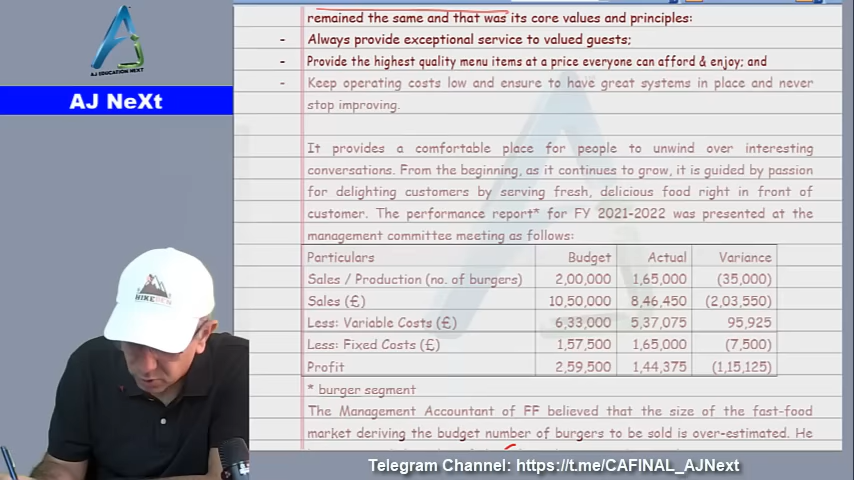 remained the same and that was its core values and principles:
- Always provide exceptional service to valued guests;
- Provide the highest quality menu items at a price everyone can afford & enjoy; and
- Keep operating costs low and ensure to have great systems in place and never
stop improving.
AJ EDUCATION NEXT
AJ NeXt
It provides a comfortable place for people to unwind over interesting
conversations. From the beginning, as it continues to grow, it is guided by passion
for delighting customers by serving fresh, delicious food right in front of
customer. The performance report* for FY 2021-2022 was presented at the
management committee meeting as follows:
Particulars Budget Actual Variance
Sales / Production (no. of burgers) 2,00,000 1,65,000 (35,000)
Sales (£) 10,50,000 8,46,450 (2,03,550)
Less: Variable Costs (£) 6,33,000 5,37,075 95,925
Less: Fixed Costs (£) 1,57,500 1,65,000 (7,500)
Profit 2,59,500 1,44,375 (1,15,125)
* burger segment
The Management Accountant of FF believed that the size of the fast-food
market deriving the budget number of burgers to be sold is over-estimated. He
Telegram Channel: https://t.me/CAFINAL_AJNext